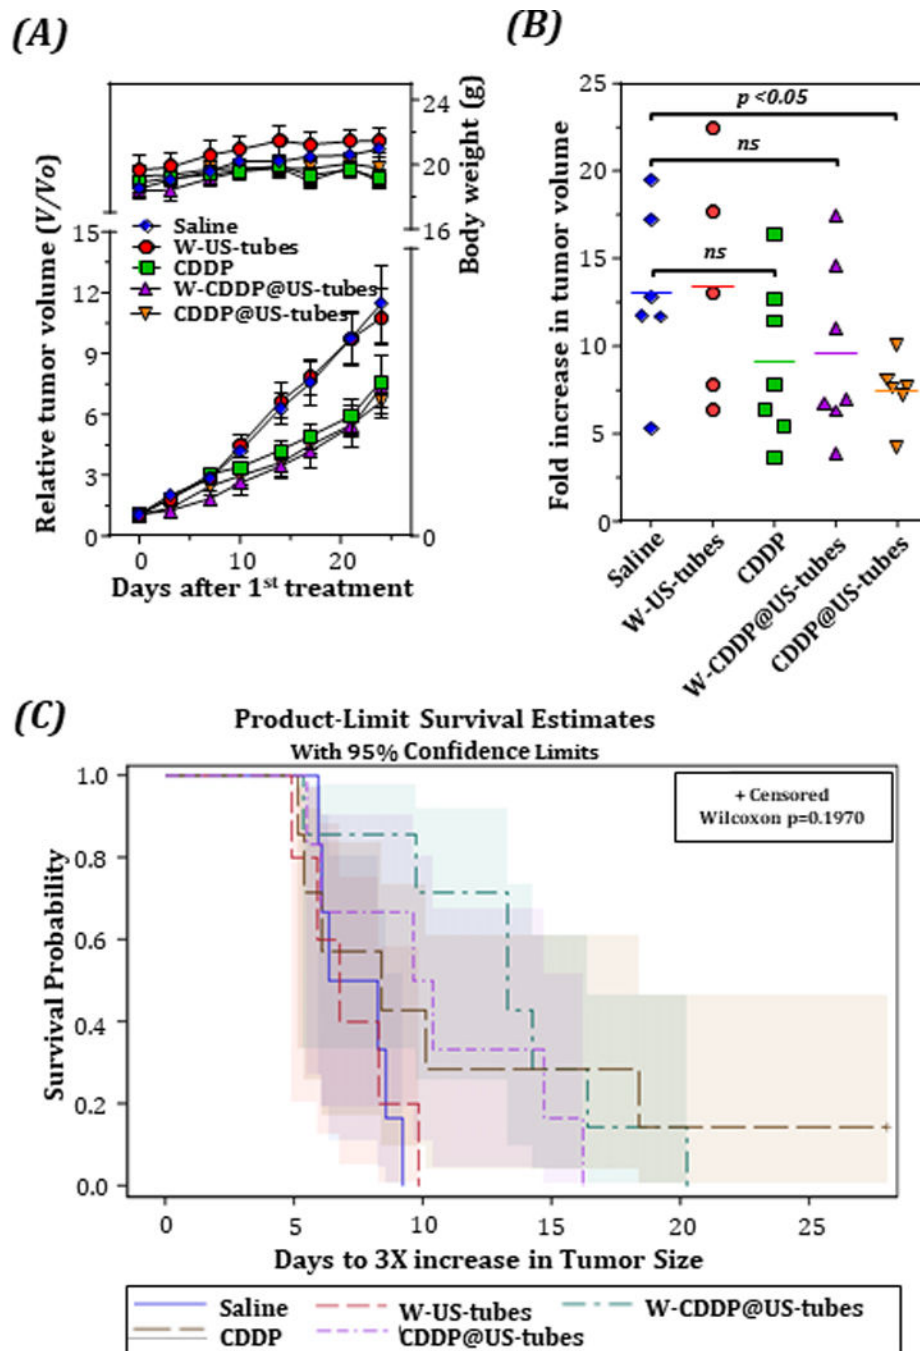 (A)
(B)
Relative tumor volume (V/Vo)
Body weight (g)
24
20
16
0
Saline
W-US-tubes
CDDP
W-CDDP@US-tubes
CDDP@US-tubes
15
12
9
6
3
0
0
10
20
Days after 1st treatment
Fold increase in tumor volume
25
20
15
10
5
0
p <0.05
ns
ns
Saline
W-US-tubes
CDDP
W-CDDP@US-tubes
CDDP@US-tubes
(C)
Product-Limit Survival Estimates
With 95% Confidence Limits
+ Censored
Wilcoxon p=0.1970
Survival Probability
1.0
0.8
0.6
0.4
0.2
0.0
0
5
10
15
20
25
Days to 3X increase in Tumor Size
Saline
W-US-tubes
W-CDDP@US-tubes
CDDP
CDDP@US-tubes